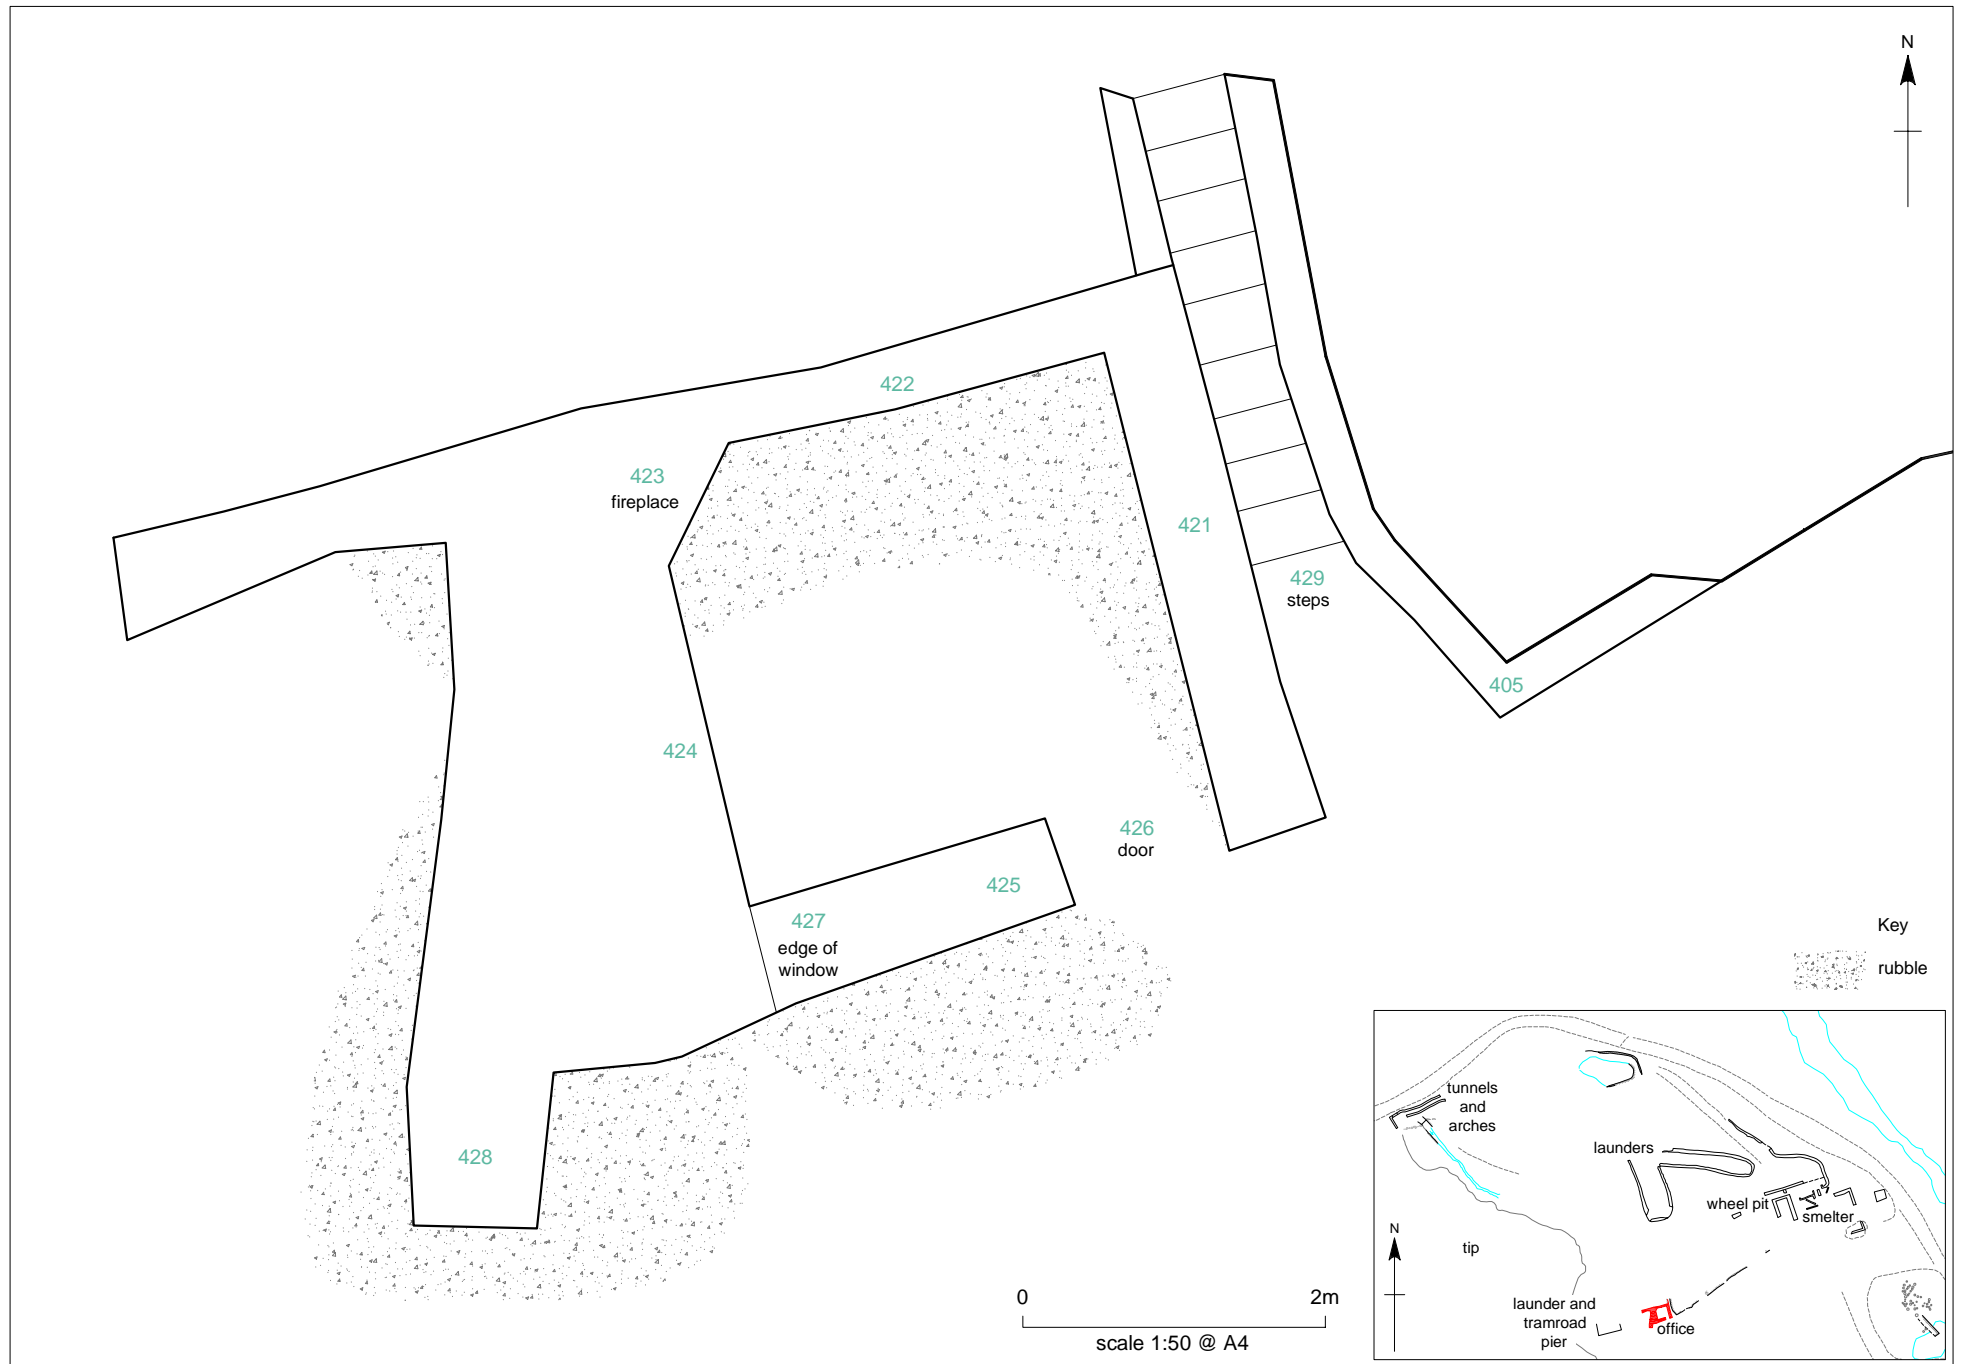 N
422
423
fireplace
421
429
steps
405
424
426
door
425
427
edge of
window
Key
rubble
428
0 2m
scale 1:50 @ A4
tunnels
and
arches
launders
wheel pit
smelter
N
tip
launder and
tramroad
pier
office